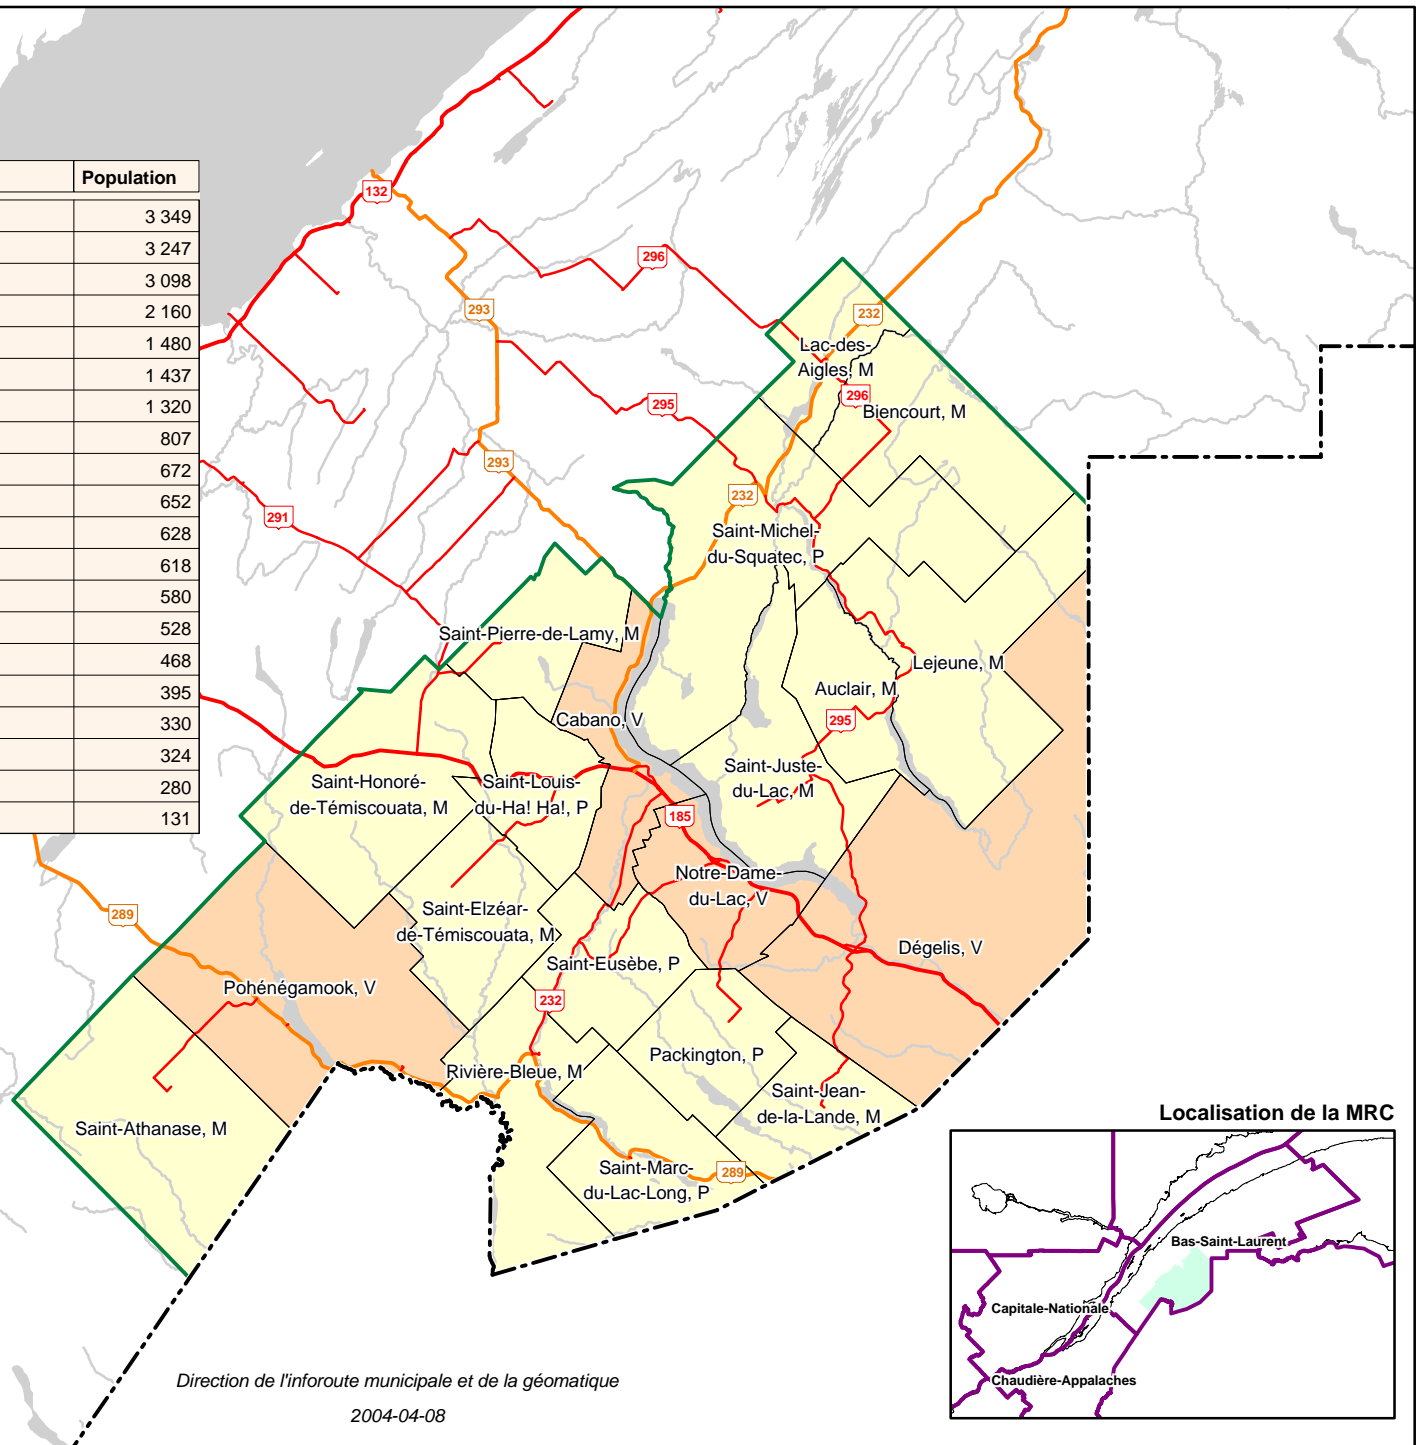 Population
3 349
3 247
3 098
2 160
1 480
1 437
1 320
807
672
652
628
618
580
528
468
395
330
324
280
131
132
296
293
232
Lac-des-
Aigles, M
296
295
Biencourt, M
293
232
291
Saint-Michel-
du-Squatec, P
Saint-Pierre-de-Lamy, M
Lejeune, M
Auclair, M
Cabano, V
295
Saint-Honoré-
de-Témiscouata, M
Saint-Louis-
du-Ha! Ha!, P
Saint-Juste-
du-Lac, M
185
Notre-Dame-
du-Lac, V
289
Saint-Elzéar-
de-Témiscouata, M
Dégelis, V
Saint-Eusèbe, P
Pohénégamook, V
232
Packington, P
Rivière-Bleue, M
Saint-Jean-
de-la-Lande, M
Saint-Athanase, M
Saint-Marc-
du-Lac-Long, P
289
Localisation de la MRC
Bas-Saint-Laurent
Capitale-Nationale
Chaudière-Appalaches
Direction de l'inforoute municipale et de la géomatique
2004-04-08